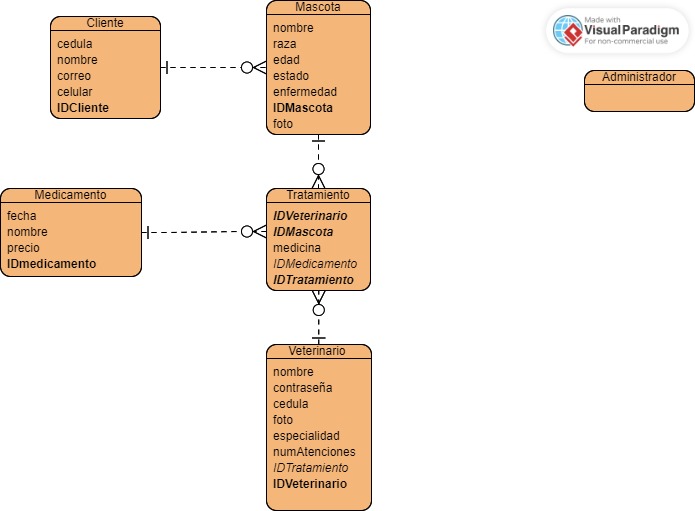 Cliente
cedula
nombre
correo
celular
IDCliente
Mascota
nombre
raza
edad
estado
enfermedad
IDMascota
foto
Made with
Visual Paradigm
For non-commercial use
Administrador
Medicamento
fecha
nombre
precio
IDmedicamento
Tratamiento
IDVeterinario
IDMascota
medicina
IDMedicamento
IDTratamiento
Veterinario
nombre
contraseña
cedula
foto
especialidad
numAtenciones
IDTratamiento
IDVeterinario